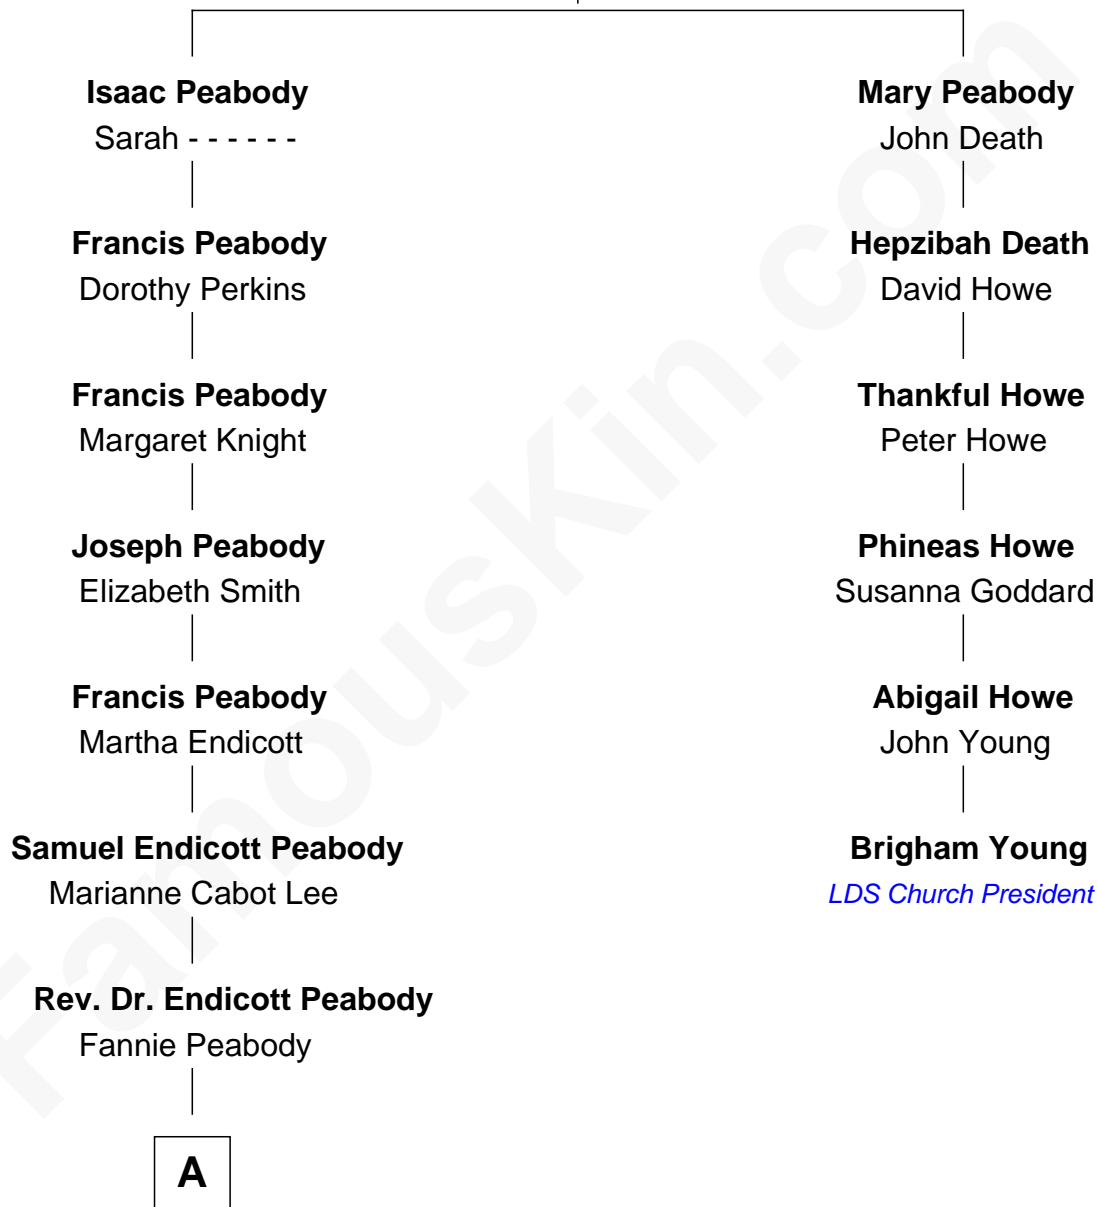 Isaac Peabody
Sarah - - - - - -
Francis Peabody
Dorothy Perkins
Francis Peabody
Margaret Knight
Joseph Peabody
Elizabeth Smith
Francis Peabody
Martha Endicott
Samuel Endicott Peabody
Marianne Cabot Lee
Rev. Dr. Endicott Peabody
Fannie Peabody
A
Mary Peabody
John Death
Hepzibah Death
David Howe
Thankful Howe
Peter Howe
Phineas Howe
Susanna Goddard
Abigail Howe
John Young
Brigham Young
LDS Church President
FamousKin.com